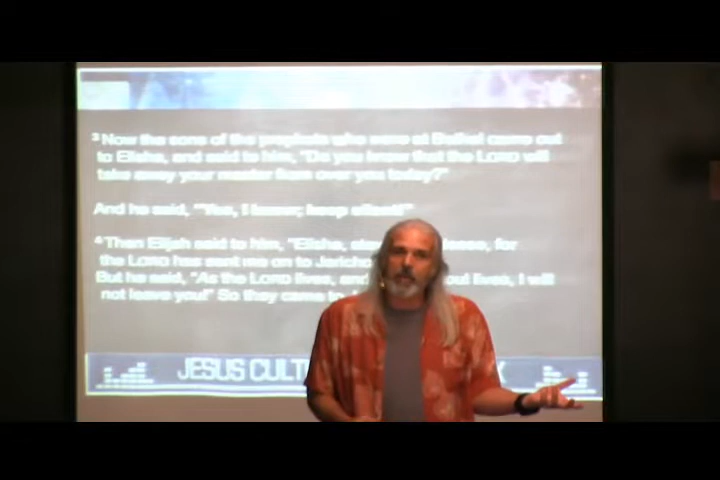 ³ Now the sons of the prophets who were at Bethel came out
to Elisha, and said to him, "Do you know that the LORD will
take away your master from over you today?"
And he said, "Yes, I know; keep silent!"
⁴ Then Elijah said to him, "Elisha, for
the LORD has sent me on to Jericho
But he said, "As the LORD lives, and lives, I will
not leave you!" So they came
JESUS